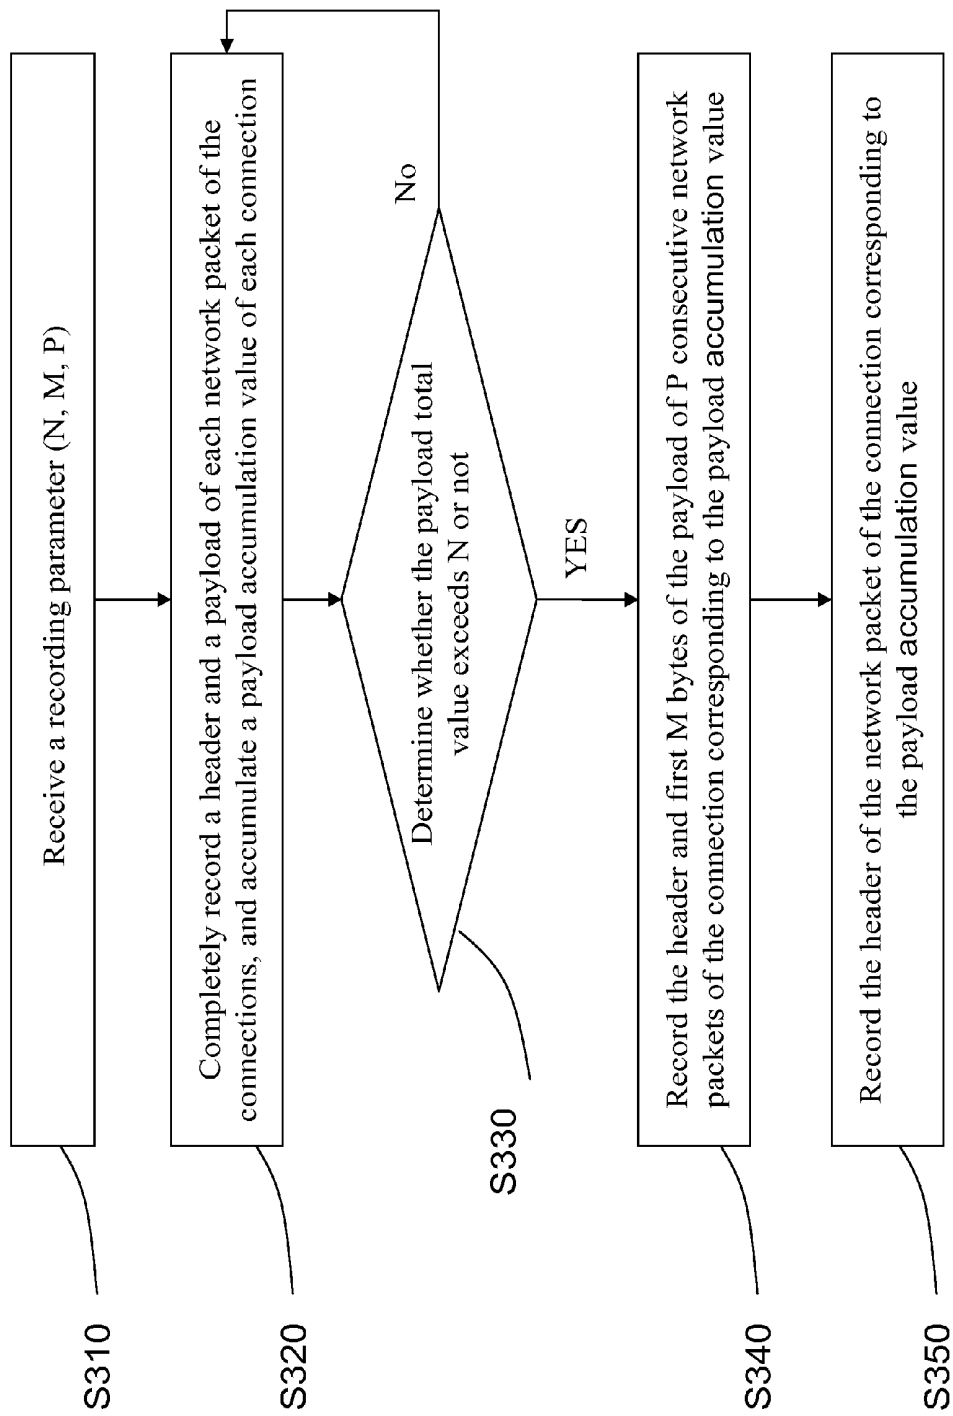 S310
Receive a recording parameter (N, M, P)
S320
Completely record a header and a payload of each network packet of the
connections, and accumulate a payload accumulation value of each connection
S330
Determine whether the payload total
value exceeds N or not
No
YES
S340
Record the header and first M bytes of the payload of P consecutive network
packets of the connection corresponding to the payload accumulation value
S350
Record the header of the network packet of the connection corresponding to
the payload accumulation value